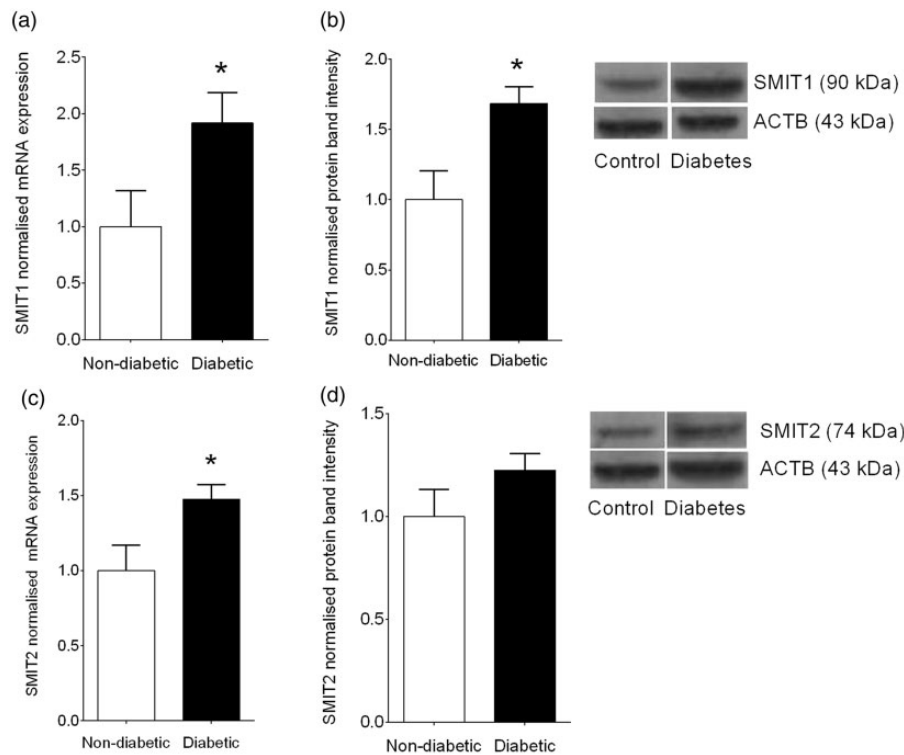 (a)
SMIT1 normalised mRNA expression
2.5
2.0
1.5
1.0
0.5
0.0
*
Non-diabetic Diabetic
(b)
SMIT1 normalised protein band intensity
2.0
1.5
1.0
0.5
0.0
*
Non-diabetic Diabetic
SMIT1 (90 kDa)
ACTB (43 kDa)
Control Diabetes
(c)
SMIT2 normalised mRNA expression
2.0
1.5
1.0
0.5
0.0
*
Non-diabetic Diabetic
(d)
SMIT2 normalised protein band intensity
1.5
1.0
0.5
0.0
Non-diabetic Diabetic
SMIT2 (74 kDa)
ACTB (43 kDa)
Control Diabetes